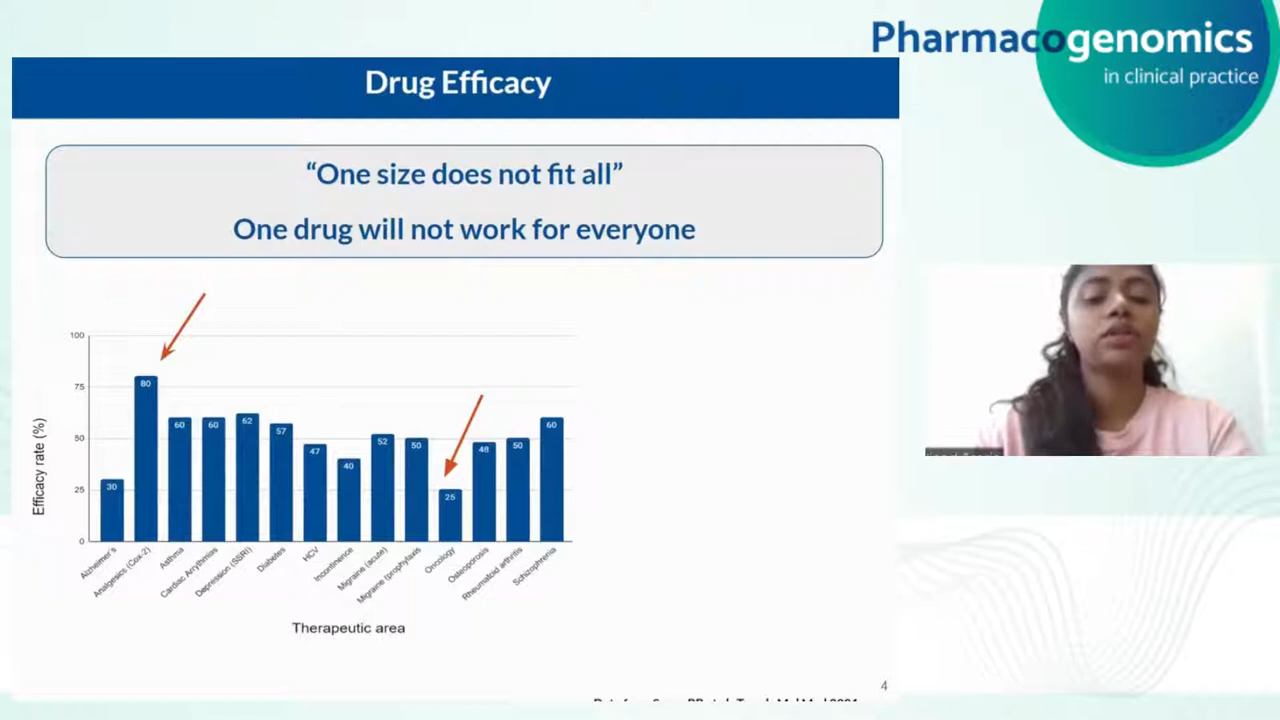 Pharmacogenomics
in clinical practice
Drug Efficacy
“One size does not fit all”
One drug will not work for everyone
Efficacy rate (%)
100
75
50
25
0
30
80
60
60
62
57
47
40
52
50
25
48
50
60
Alzheimer's
Analgesics (Cox-2)
Asthma
Cardiac Arrythmias
Depression (SSRI)
Diabetes
HCV
Incontinence
Migraine (acute)
Migraine (prophylaxis
Oncology
Osteoporosis
Rheumatoid arthritis
Schizophrenia
Therapeutic area
4